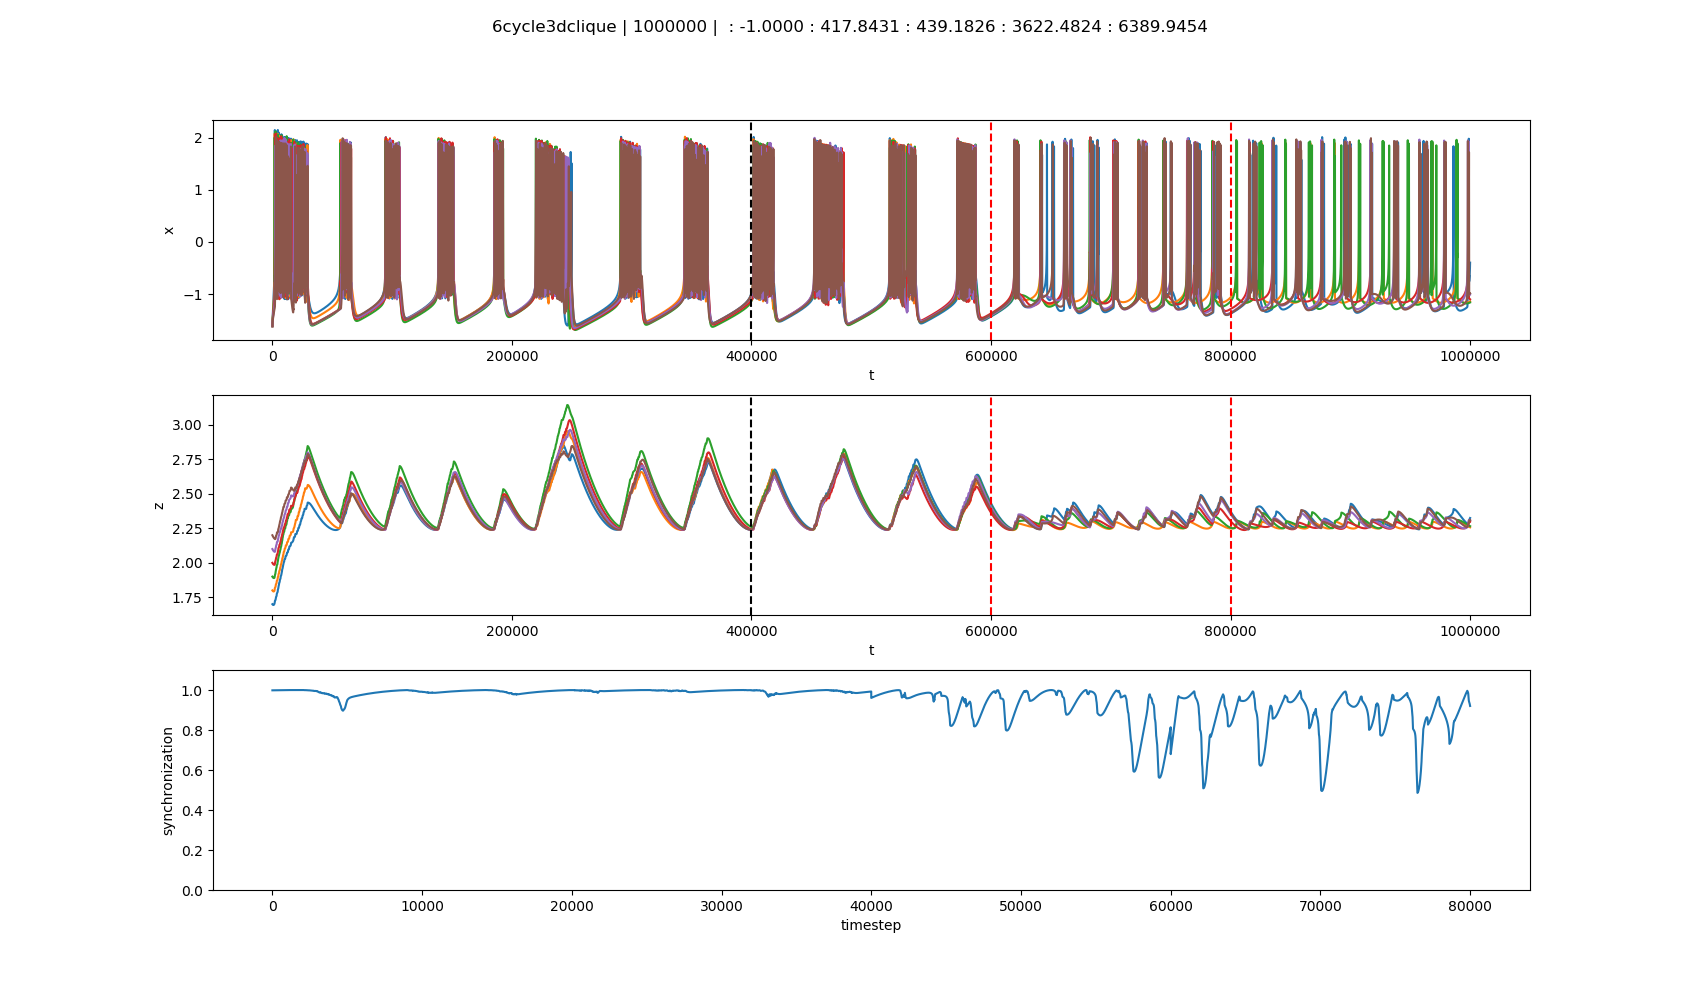 6cycle3dclique | 1000000 |  : -1.0000 : 417.8431 : 439.1826 : 3622.4824 : 6389.9454
2
1
0
−1
x
0 200000 400000 600000 800000 1000000
t
3.00
2.75
2.50
2.25
2.00
1.75
z
0 200000 400000 600000 800000 1000000
t
1.0
0.8
0.6
0.4
0.2
0.0
synchronization
0 10000 20000 30000 40000 50000 60000 70000 80000
timestep